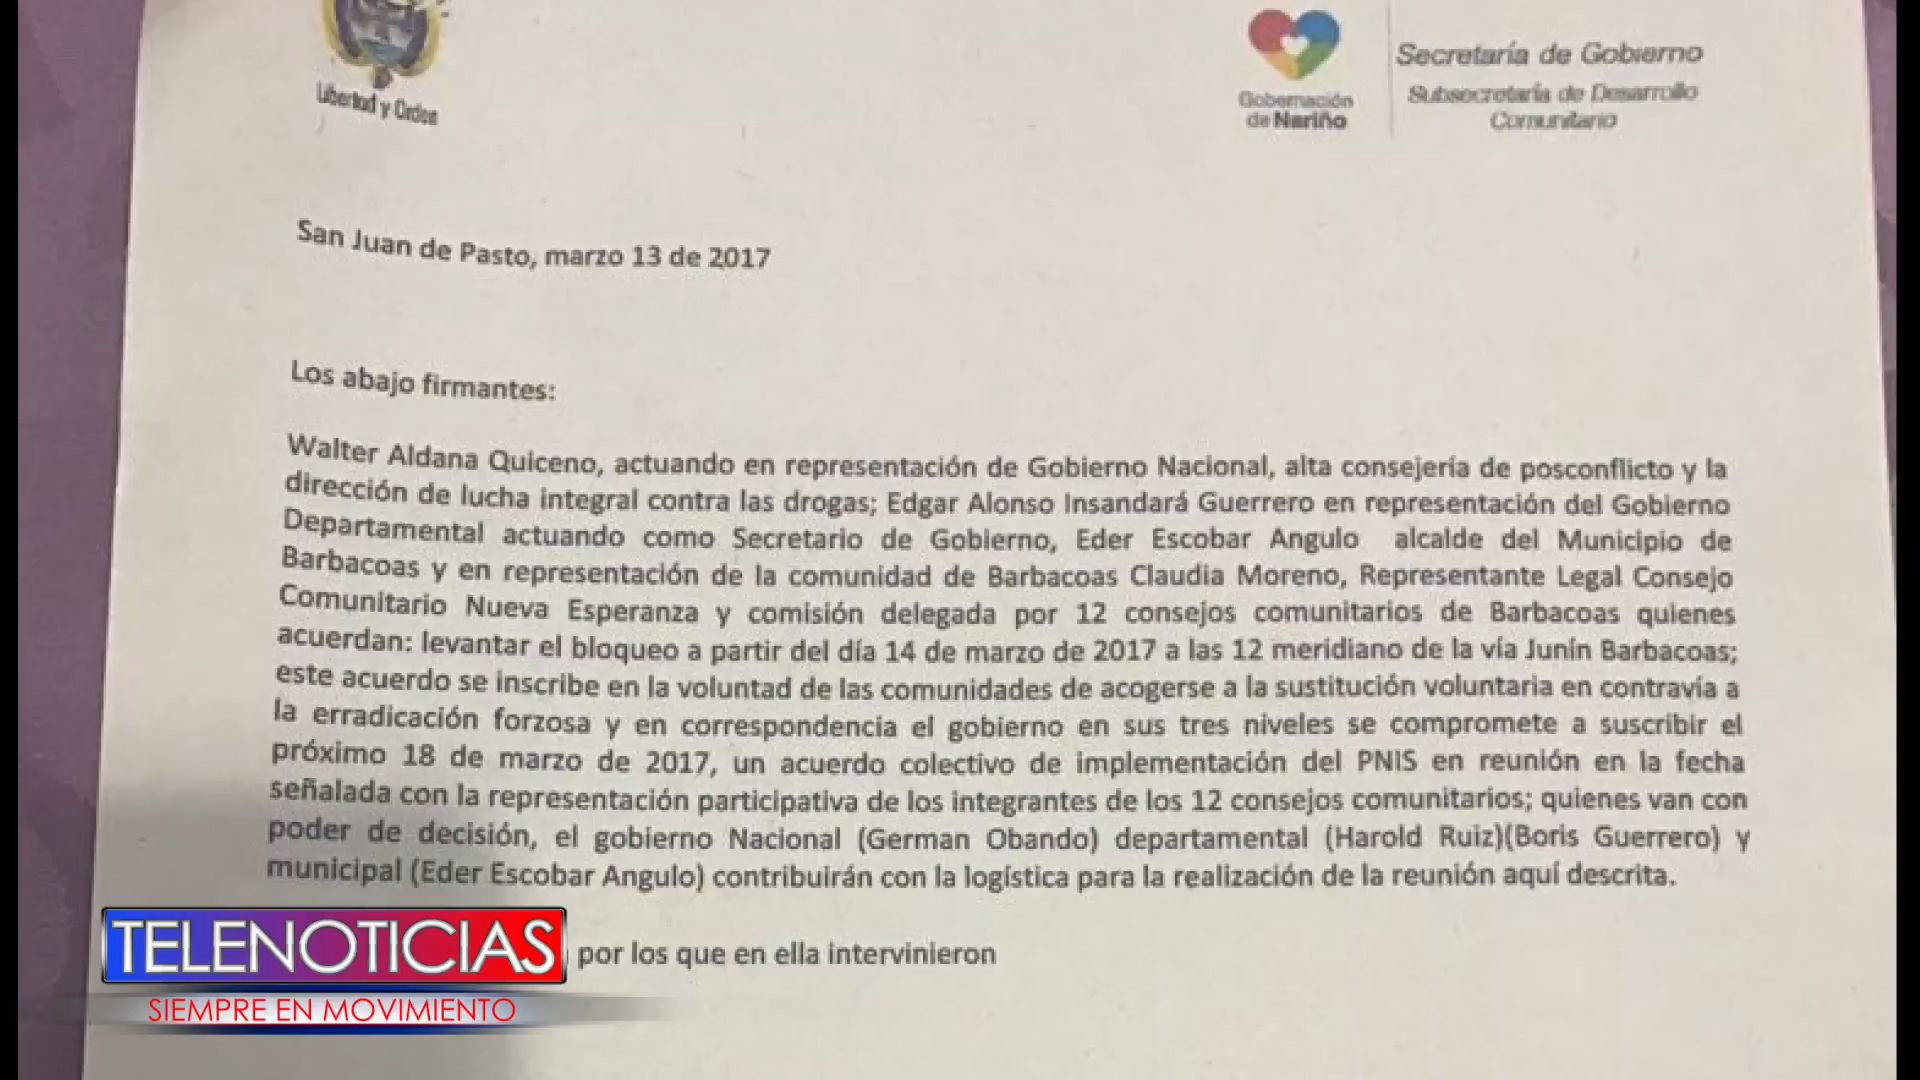 Libertad y Orden
Gobernación
de Nariño
Secretaría de Gobierno
Subsecretaría de Desarrollo
Comunitario
San Juan de Pasto, marzo 13 de 2017
Los abajo firmantes:
Walter Aldana Quiceno, actuando en representación de Gobierno Nacional, alta consejería de posconflicto y la
dirección de lucha integral contra las drogas; Edgar Alonso Insandará Guerrero en representación del Gobierno
Departamental actuando como Secretario de Gobierno, Eder Escobar Angulo alcalde del Municipio de
Barbacoas y en representación de la comunidad de Barbacoas Claudia Moreno, Representante Legal Consejo
Comunitario Nueva Esperanza y comisión delegada por 12 consejos comunitarios de Barbacoas quienes
acuerdan: levantar el bloqueo a partir del día 14 de marzo de 2017 a las 12 meridiano de la vía Junín Barbacoas;
este acuerdo se inscribe en la voluntad de las comunidades de acogerse a la sustitución voluntaria en contravía a
la erradicación forzosa y en correspondencia el gobierno en sus tres niveles se compromete a suscribir el
próximo 18 de marzo de 2017, un acuerdo colectivo de implementación del PNIS en reunión en la fecha
señalada con la representación participativa de los integrantes de los 12 consejos comunitarios; quienes van con
poder de decisión, el gobierno Nacional (German Obando) departamental (Harold Ruiz)(Boris Guerrero) y
municipal (Eder Escobar Angulo) contribuirán con la logística para la realización de la reunión aquí descrita.
por los que en ella intervinieron
TELENOTICIAS
SIEMPRE EN MOVIMIENTO